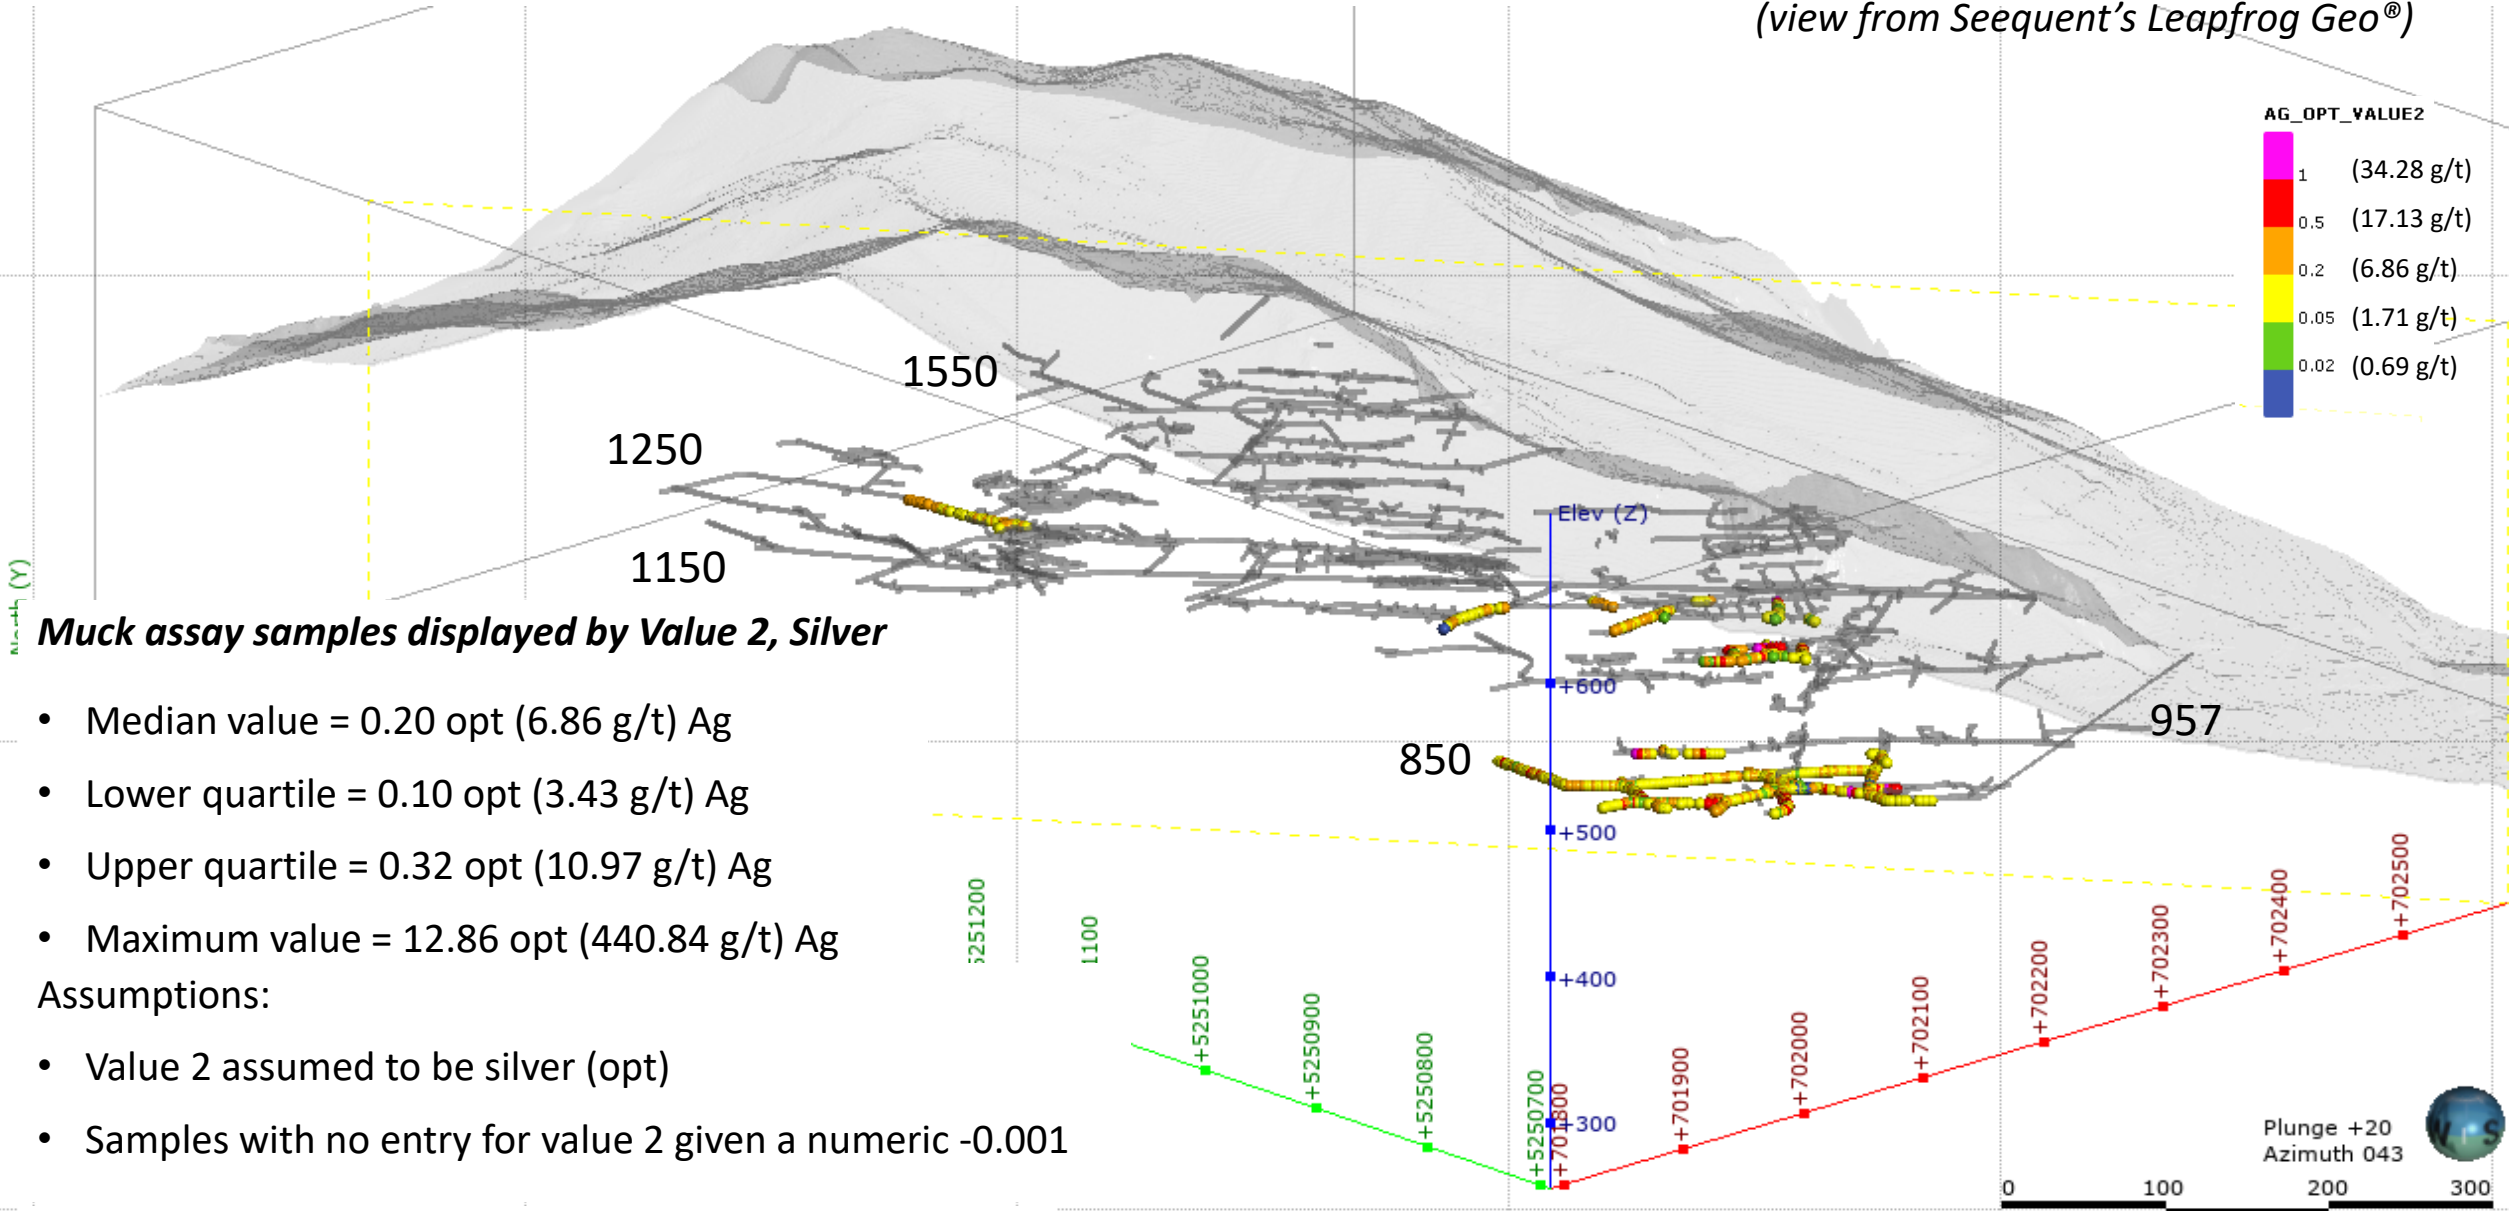 (view from Seequent's Leapfrog Geo®)
AG_OPT_VALUE2
1 (34.28 g/t)
0.5 (17.13 g/t)
0.2 (6.86 g/t)
0.05 (1.71 g/t)
0.02 (0.69 g/t)
1550
1250
1150
Elev (Z)
North (Y)
Muck assay samples displayed by Value 2, Silver
• Median value = 0.20 opt (6.86 g/t) Ag
• Lower quartile = 0.10 opt (3.43 g/t) Ag
• Upper quartile = 0.32 opt (10.97 g/t) Ag
• Maximum value = 12.86 opt (440.84 g/t) Ag
Assumptions:
• Value 2 assumed to be silver (opt)
• Samples with no entry for value 2 given a numeric -0.001
850
957
+600
+500
+400
+300
5251200
1100
+5251000
+5250900
+5250800
+5250700
+701800
+701900
+702000
+702100
+702200
+702300
+702400
+702500
Plunge +20
Azimuth 043
W S
0 100 200 300